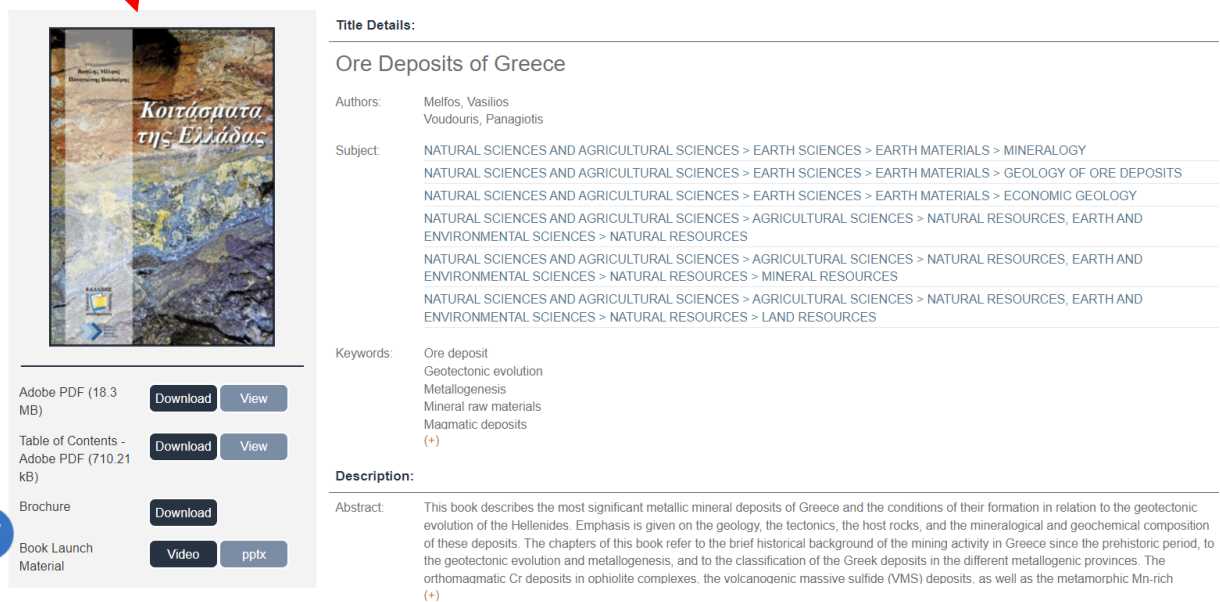 Βασίλης Μέλφος
Παναγιώτης Βουδούρης
Κοιτάσματα
της Ελλάδας
Adobe PDF (18.3
MB)
Download
View
Table of Contents -
Adobe PDF (710.21
kB)
Download
View
Brochure
Download
Book Launch
Material
Video
pptx
Title Details:
Ore Deposits of Greece
Authors:
Melfos, Vasilios
Voudouris, Panagiotis
Subject:
NATURAL SCIENCES AND AGRICULTURAL SCIENCES > EARTH SCIENCES > EARTH MATERIALS > MINERALOGY
NATURAL SCIENCES AND AGRICULTURAL SCIENCES > EARTH SCIENCES > EARTH MATERIALS > GEOLOGY OF ORE DEPOSITS
NATURAL SCIENCES AND AGRICULTURAL SCIENCES > EARTH SCIENCES > EARTH MATERIALS > ECONOMIC GEOLOGY
NATURAL SCIENCES AND AGRICULTURAL SCIENCES > AGRICULTURAL SCIENCES > NATURAL RESOURCES, EARTH AND
ENVIRONMENTAL SCIENCES > NATURAL RESOURCES
NATURAL SCIENCES AND AGRICULTURAL SCIENCES > AGRICULTURAL SCIENCES > NATURAL RESOURCES, EARTH AND
ENVIRONMENTAL SCIENCES > NATURAL RESOURCES > MINERAL RESOURCES
NATURAL SCIENCES AND AGRICULTURAL SCIENCES > AGRICULTURAL SCIENCES > NATURAL RESOURCES, EARTH AND
ENVIRONMENTAL SCIENCES > NATURAL RESOURCES > LAND RESOURCES
Keywords:
Ore deposit
Geotectonic evolution
Metallogenesis
Mineral raw materials
Magmatic deposits
(+)
Description:
Abstract:
This book describes the most significant metallic mineral deposits of Greece and the conditions of their formation in relation to the geotectonic
evolution of the Hellenides. Emphasis is given on the geology, the tectonics, the host rocks, and the mineralogical and geochemical composition
of these deposits. The chapters of this book refer to the brief historical background of the mining activity in Greece since the prehistoric period, to
the geotectonic evolution and metallogenesis, and to the classification of the Greek deposits in the different metallogenic provinces. The
orthomagmatic Cr deposits in ophiolite complexes, the volcanogenic massive sulfide (VMS) deposits, as well as the metamorphic Mn-rich
(+)